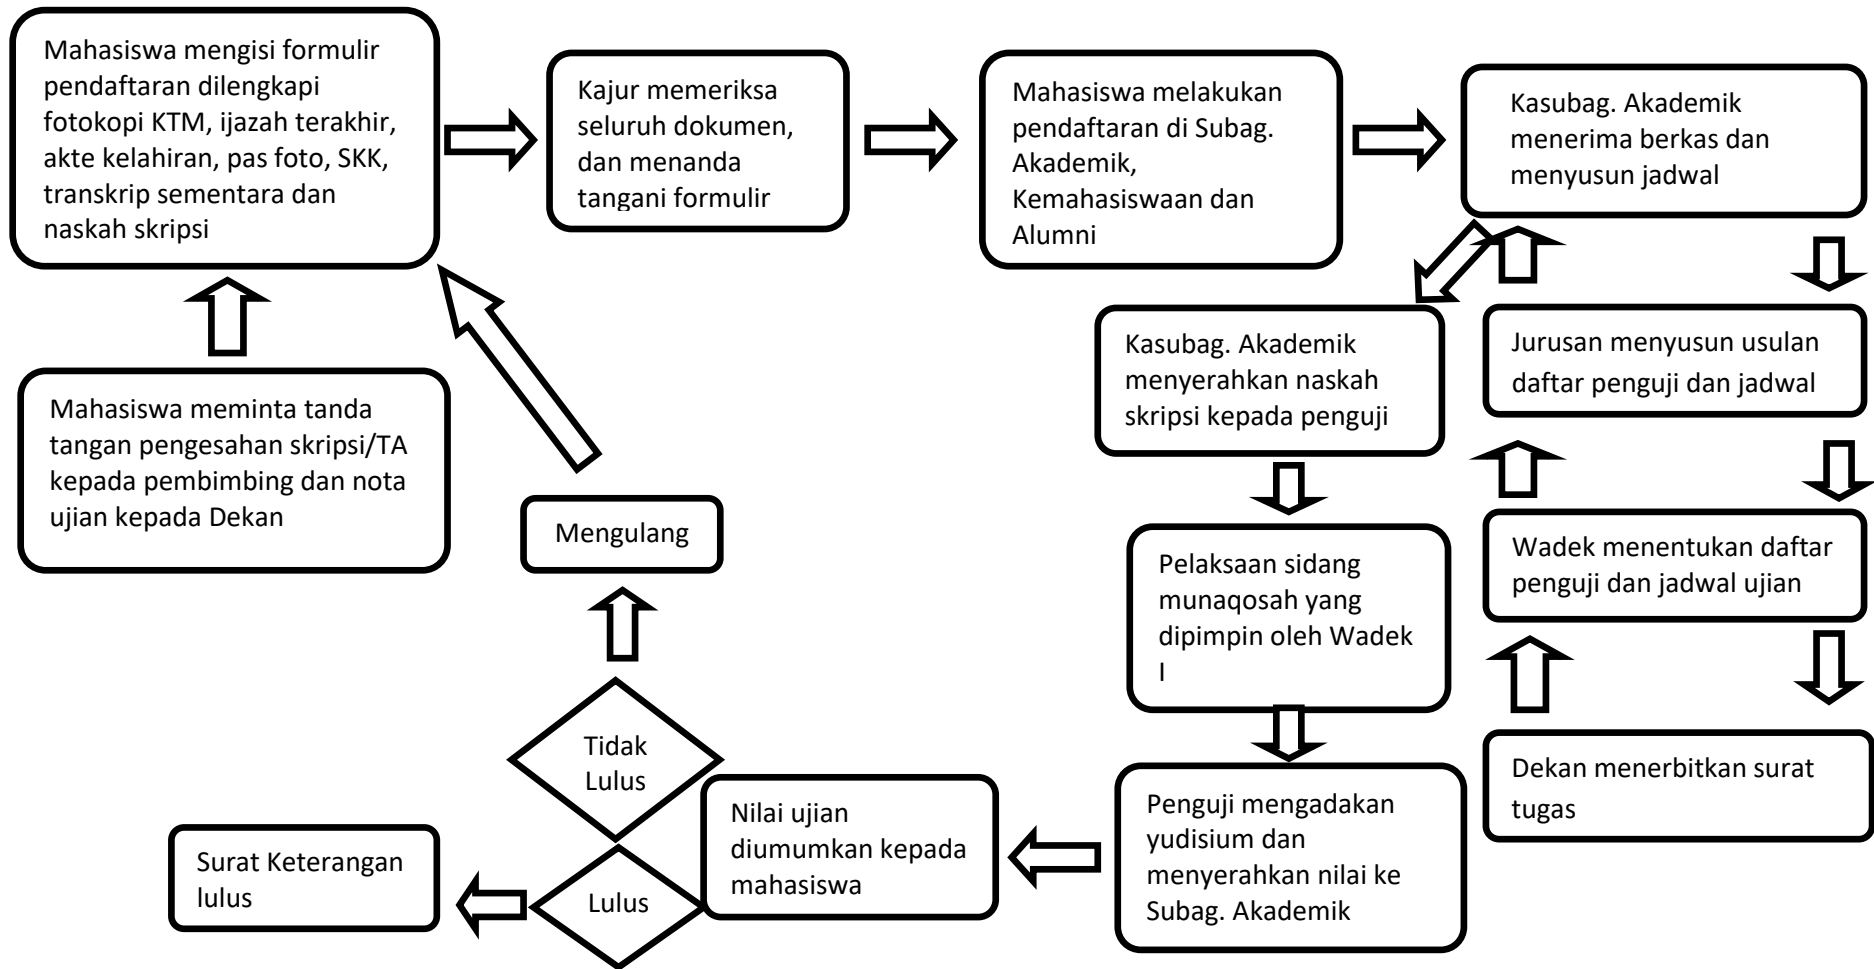 Mahasiswa mengisi formulir
pendaftaran dilengkapi
fotokopi KTM, ijazah terakhir,
akte kelahiran, pas foto, SKK,
transkrip sementara dan
naskah skripsi
Kajur memeriksa
seluruh dokumen,
dan menanda
tangani formulir
Mahasiswa melakukan
pendaftaran di Subag.
Akademik,
Kemahasiswaan dan
Alumni
Kasubag. Akademik
menerima berkas dan
menyusun jadwal
Mahasiswa meminta tanda
tangan pengesahan skripsi/TA
kepada pembimbing dan nota
ujian kepada Dekan
Kasubag. Akademik
menyerahkan naskah
skripsi kepada penguji
Jurusan menyusun usulan
daftar penguji dan jadwal
Mengulang
Pelaksaan sidang
munaqosah yang
dipimpin oleh Wadek
I
Wadek menentukan daftar
penguji dan jadwal ujian
Tidak
Lulus
Dekan menerbitkan surat
tugas
Surat Keterangan
lulus
Lulus
Nilai ujian
diumumkan kepada
mahasiswa
Penguji mengadakan
yudisium dan
menyerahkan nilai ke
Subag. Akademik